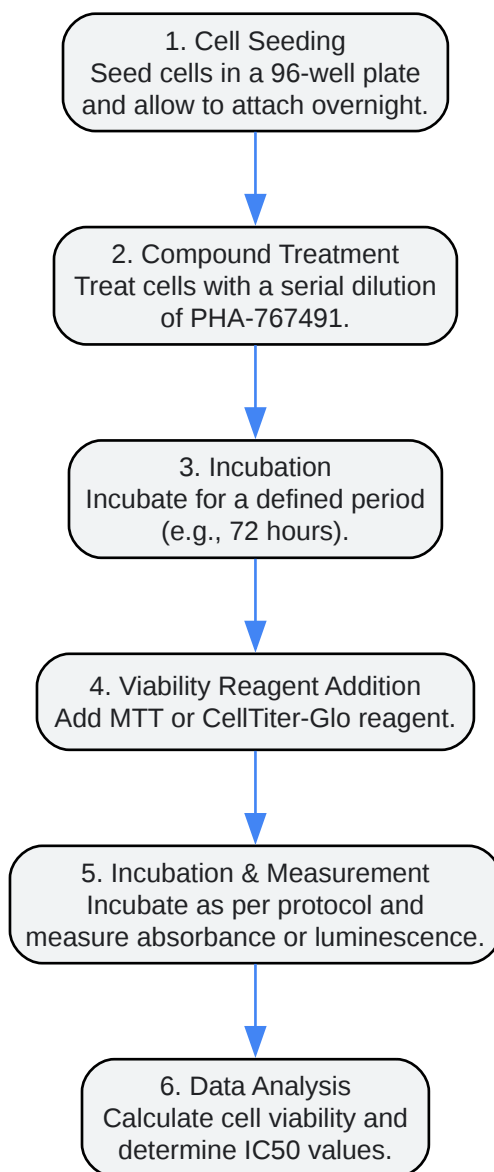 1. Cell Seeding
Seed cells in a 96-well plate
and allow to attach overnight.
2. Compound Treatment
Treat cells with a serial dilution
of PHA-767491.
3. Incubation
Incubate for a defined period
(e.g., 72 hours).
4. Viability Reagent Addition
Add MTT or CellTiter-Glo reagent.
5. Incubation & Measurement
Incubate as per protocol and
measure absorbance or luminescence.
6. Data Analysis
Calculate cell viability and
determine IC50 values.